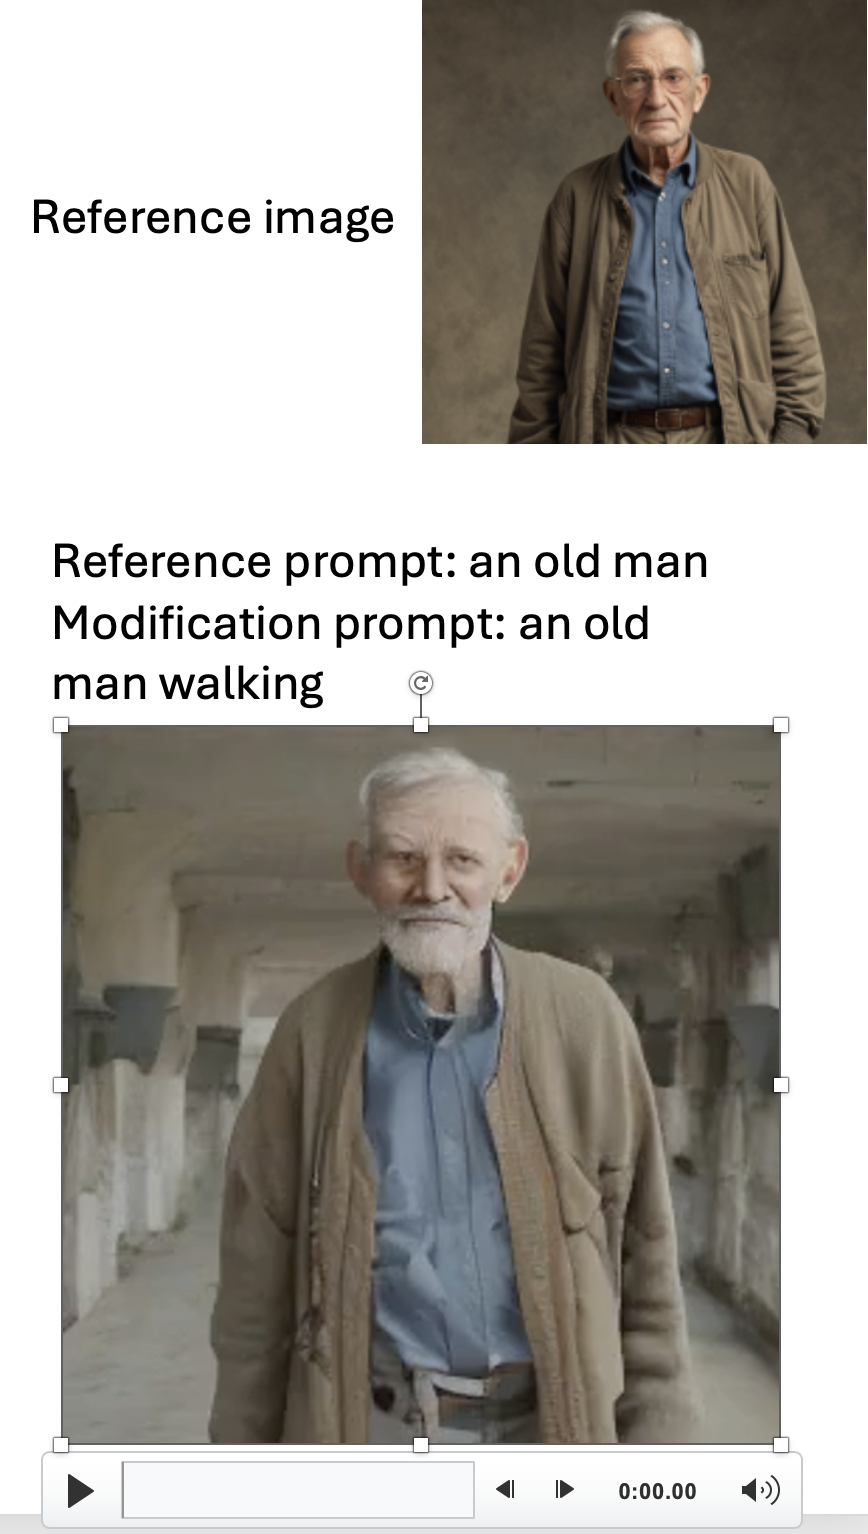 Reference image
Reference prompt: an old man
Modification prompt: an old
man walking
0:00.00